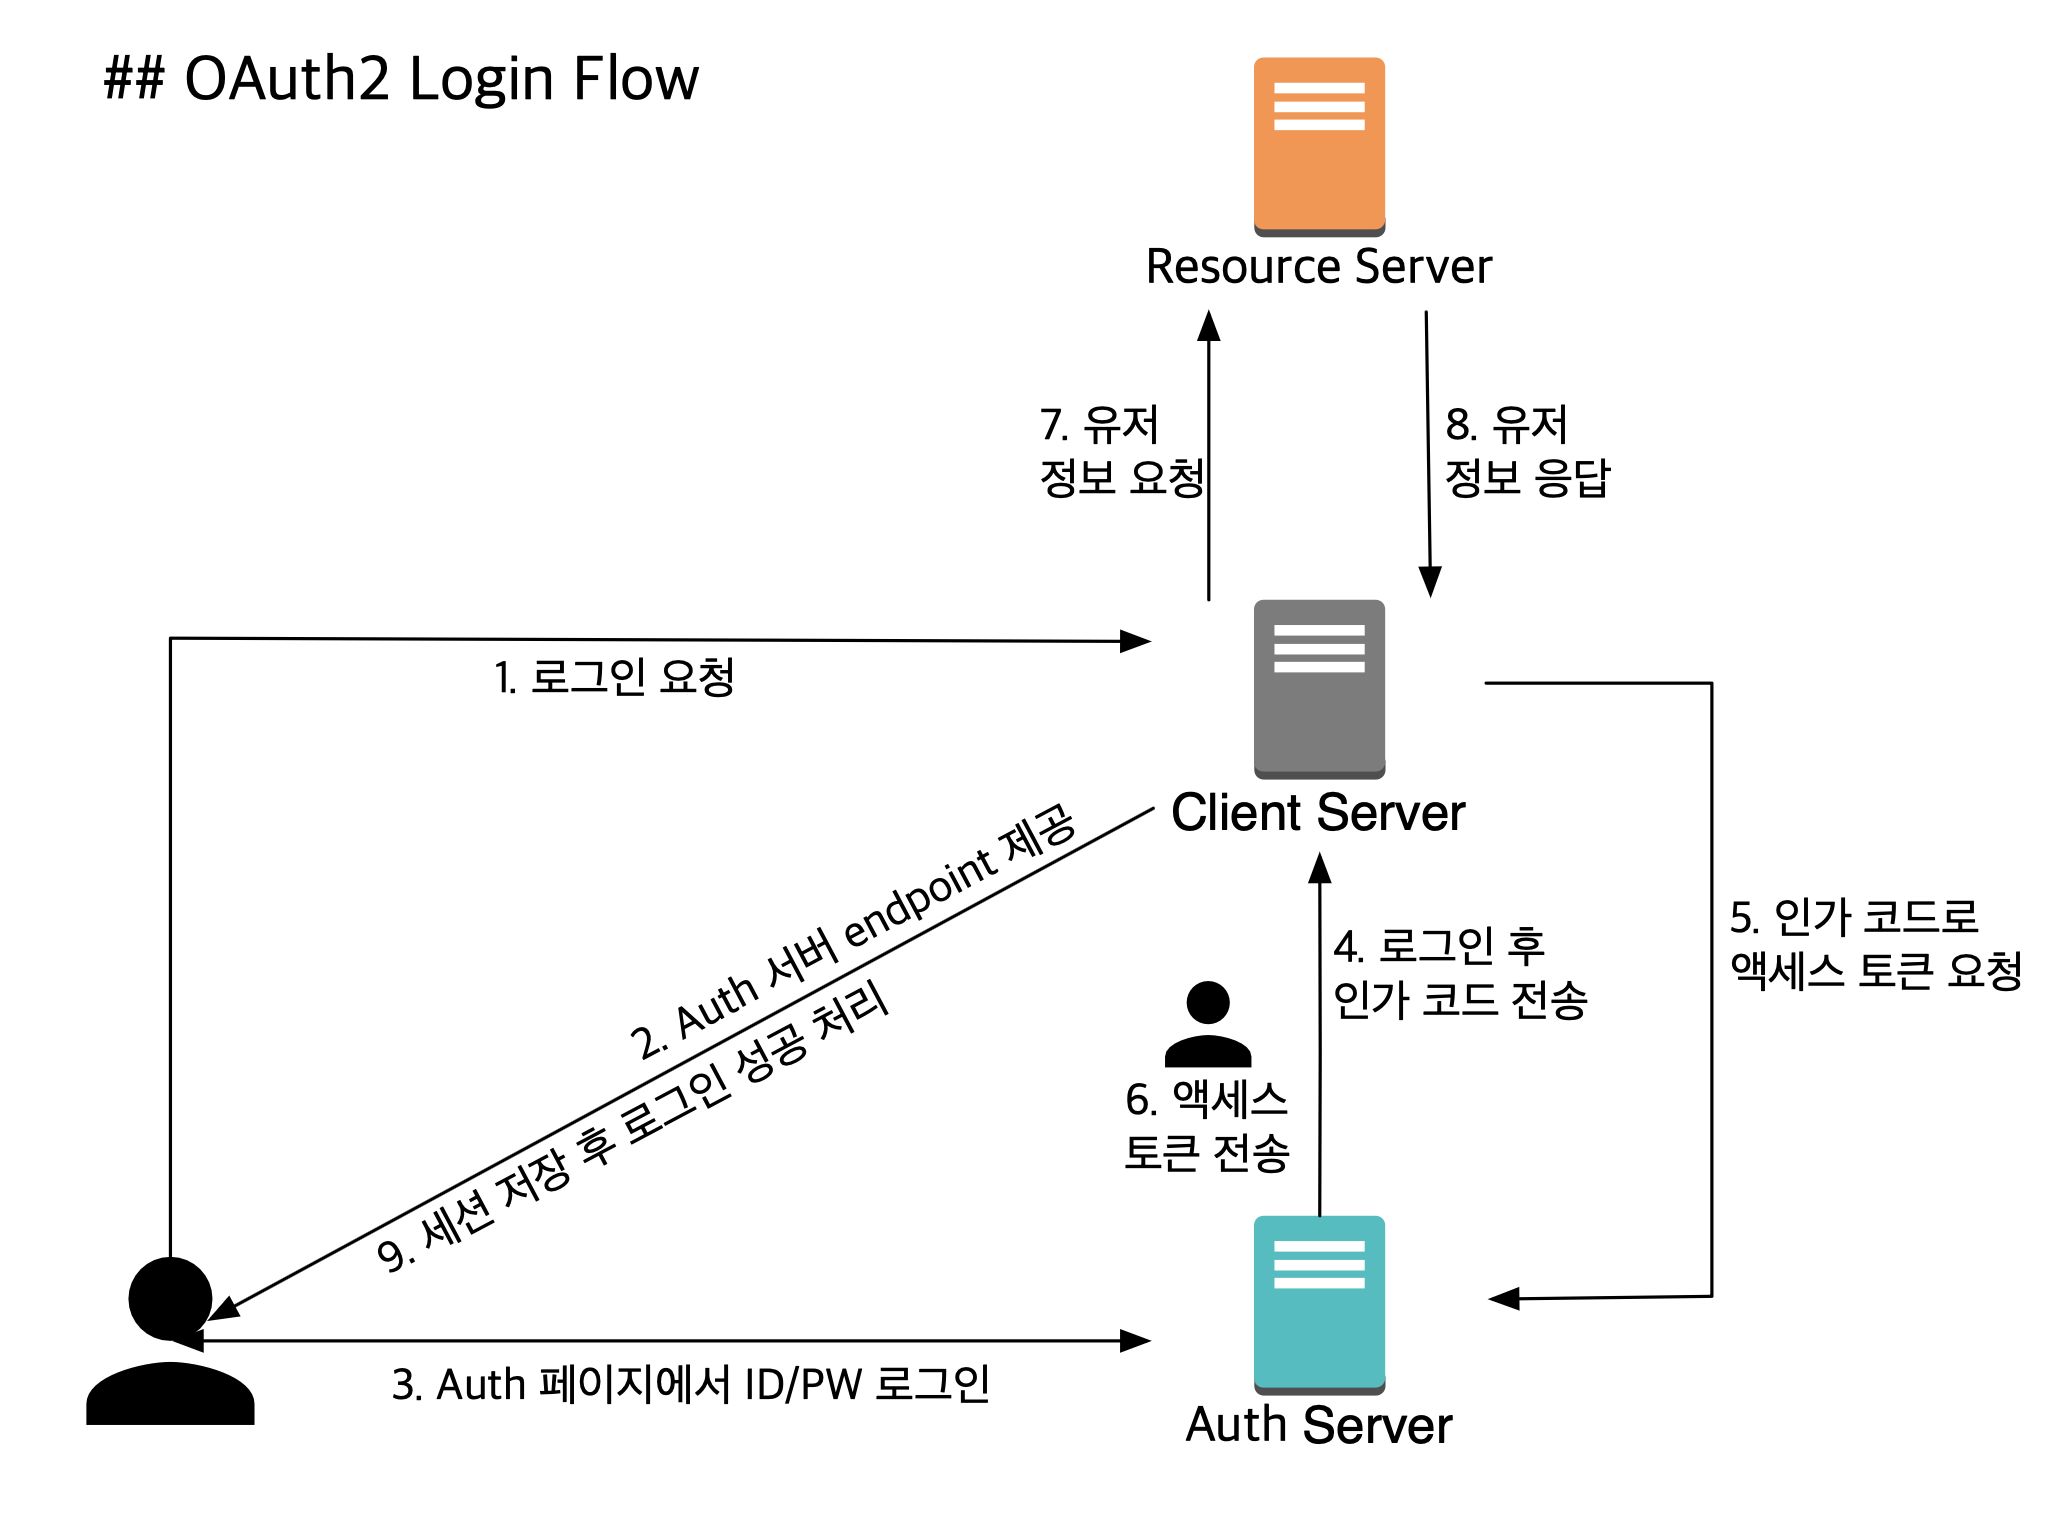 ## OAuth2 Login Flow
Resource Server
7. 유저
정보 요청
8. 유저
정보 응답
1. 로그인 요청
Client Server
2. Auth 서버 endpoint 제공
9. 세션 저장 후 로그인 성공 처리
4. 로그인 후
인가 코드 전송
5. 인가 코드로
액세스 토큰 요청
6. 액세스
토큰 전송
3. Auth 페이지에서 ID/PW 로그인
Auth Server